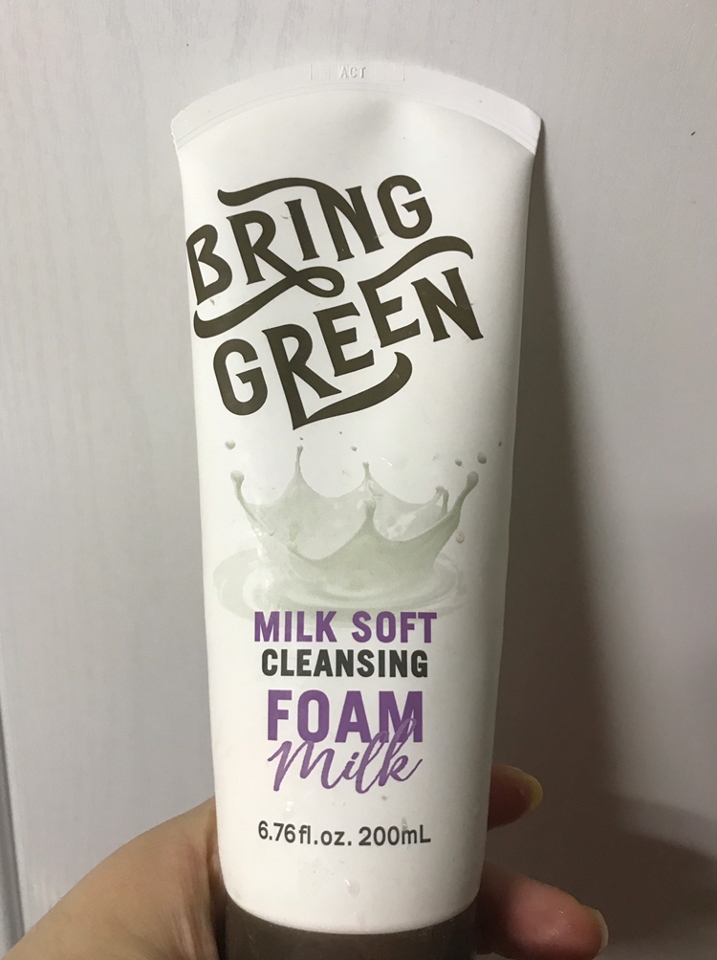 ACT
BRING
GREEN
MILK SOFT
CLEANSING
FOAM
Milk
6.76fl.oz. 200mL